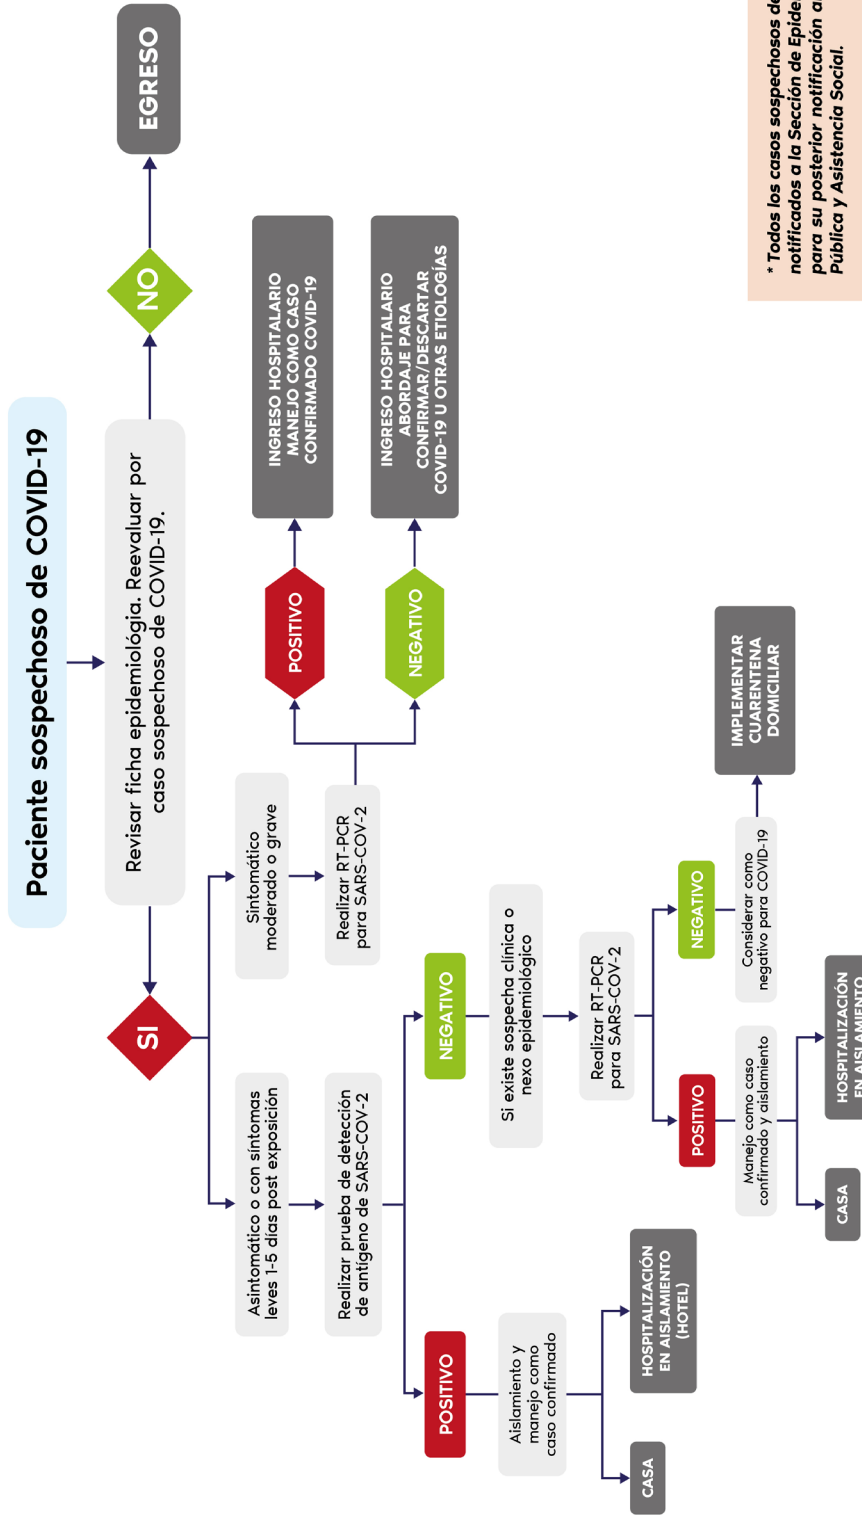 Paciente sospechoso de COVID-19
Revisar ficha epidemiológia. Reevaluar por
caso sospechoso de COVID-19.
SI
NO
EGRESO
Asintomático o con síntomas
leves 1-5 días post exposición
Realizar prueba de detección
de antígeno de SARS-COV-2
Sintomático
moderado o grave
Realizar RT-PCR
para SARS-COV-2
POSITIVO
INGRESO HOSPITALARIO
MANEJO COMO CASO
CONFIRMADO COVID-19
NEGATIVO
INGRESO HOSPITALARIO
ABORDAJE PARA
CONFIRMAR/DESCARTAR
COVID-19 U OTRAS ETIOLOGÍAS
POSITIVO
Aislamiento y
manejo como
caso confirmado
CASA
HOSPITALIZACIÓN
EN AISLAMIENTO
(HOTEL)
NEGATIVO
Si existe sospecha clínica o
nexo epidemiológico
Realizar RT-PCR
para SARS-COV-2
POSITIVO
Manejo como caso
confirmado y aislamiento
CASA
HOSPITALIZACIÓN
EN AISLAMIENTO
NEGATIVO
Considerar como
negativo para COVID-19
IMPLEMENTAR
CUARENTENA
DOMICILIAR
* Todos los casos sospechosos de
notificados a la Sección de
para su posterior notificación
Pública y Asistencia Social.